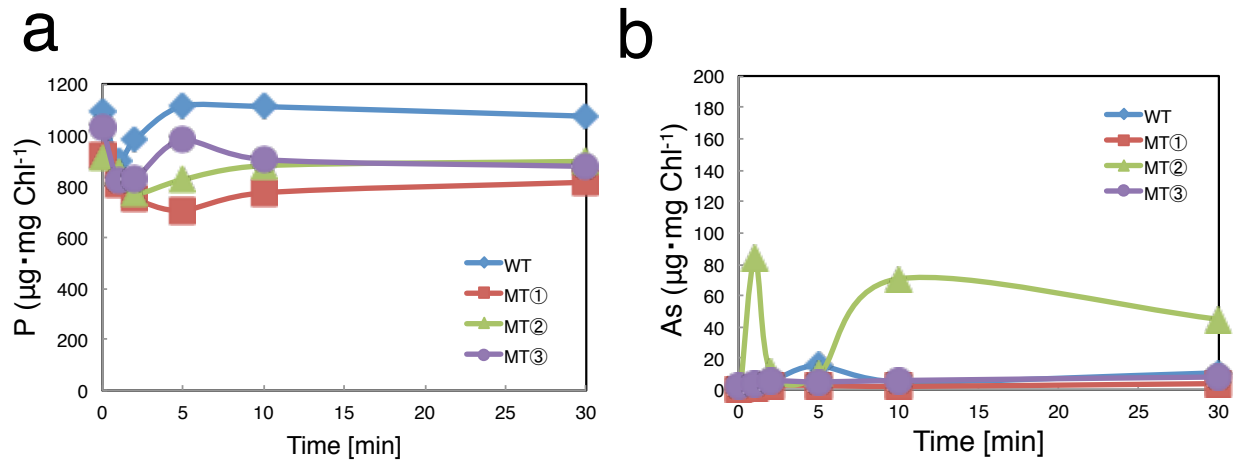 a
P (μg・mg Chl-1)
1200
1000
800
600
400
200
0
0 5 10 15 20 25 30
Time [min]
WT
MT①
MT②
MT③
b
As (μg・mg Chl-1)
200
180
160
140
120
100
80
60
40
20
0
0 5 10 15 20 25 30
Time [min]
WT
MT①
MT②
MT③